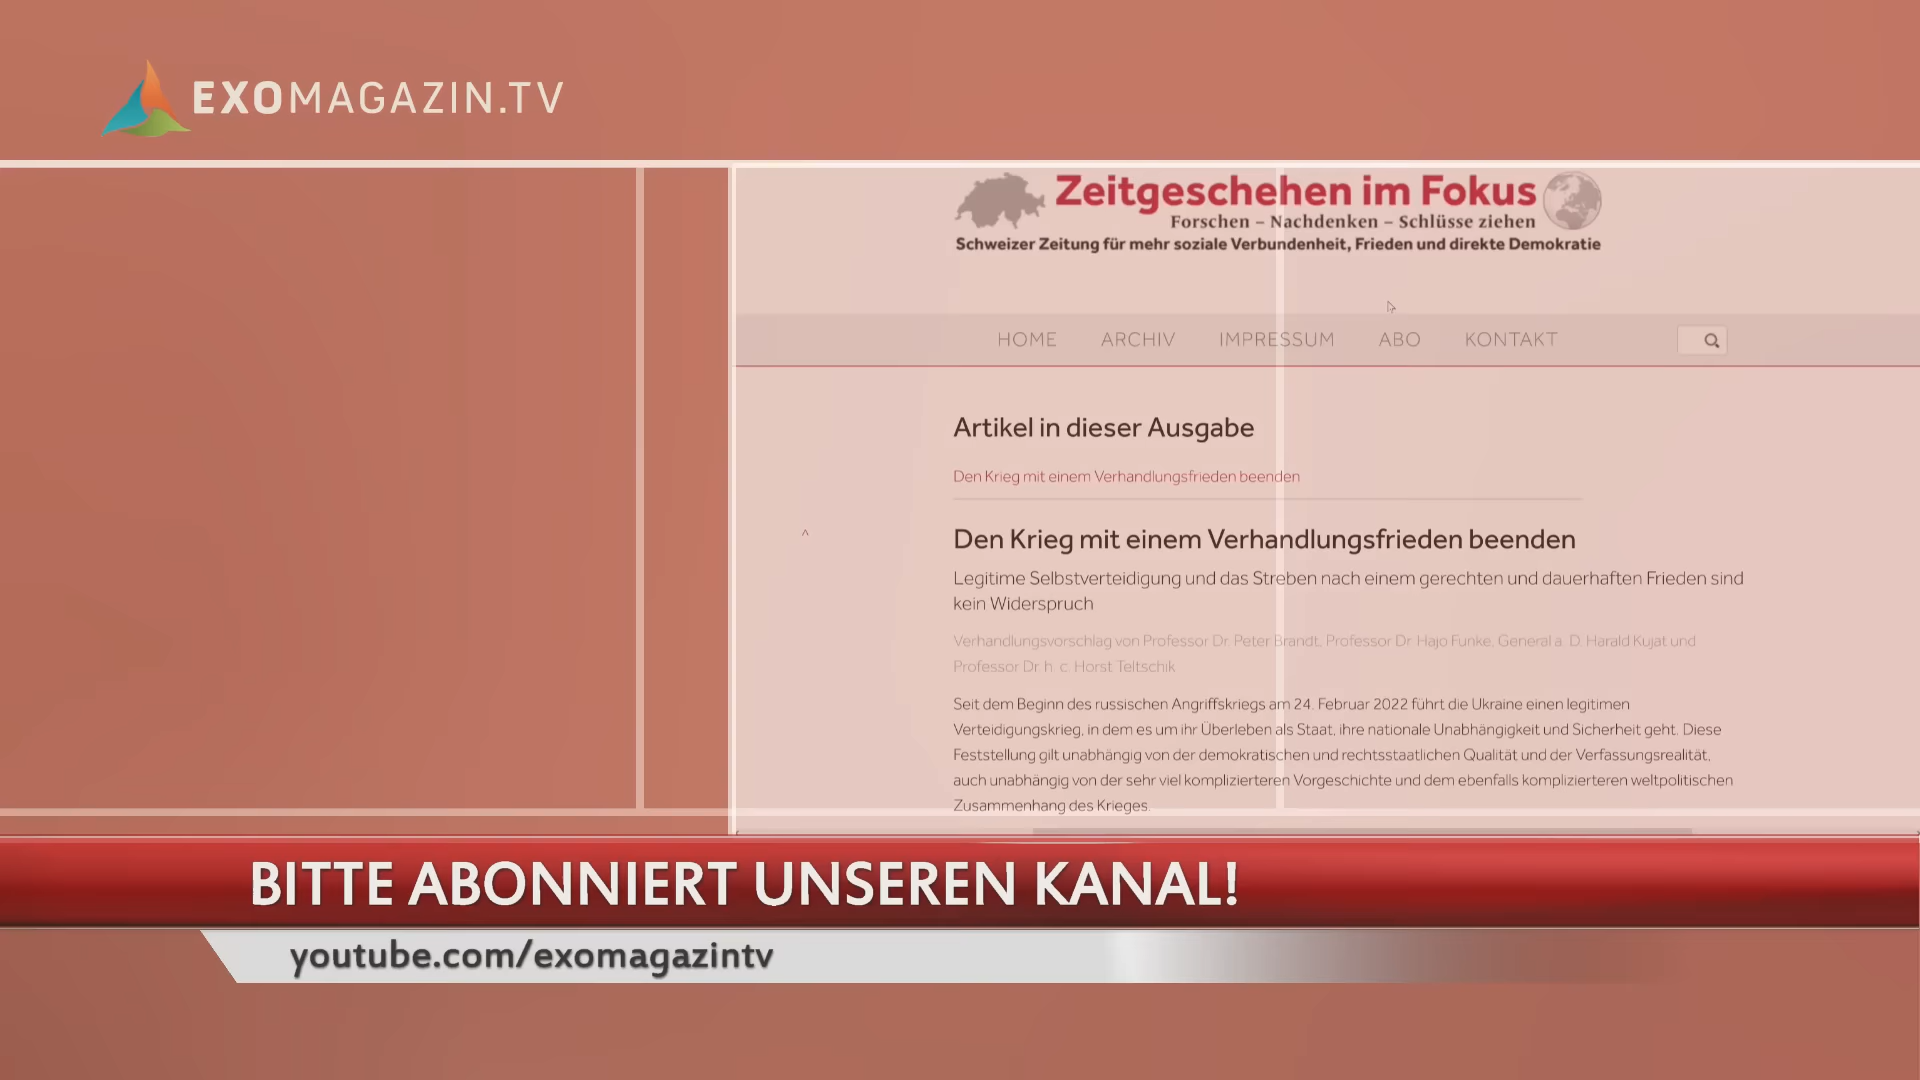 EXOMAGAZIN.TV
Zeitgeschehen im Fokus
Forschen – Nachdenken – Schlüsse ziehen
Schweizer Zeitung für mehr soziale Verbundenheit, Frieden und direkte Demokratie
HOME ARCHIV IMPRESSUM ABO KONTAKT
Artikel in dieser Ausgabe
Den Krieg mit einem Verhandlungsfrieden beenden
Den Krieg mit einem Verhandlungsfrieden beenden
Legitime Selbstverteidigung und das Streben nach einem gerechten und dauerhaften Frieden sind
kein Widerspruch
Verhandlungsvorschlag von Professor Dr. Peter Brandt, Professor Dr. Hajo Funke, General a. D. Harald Kujat und
Professor Dr. h. c. Horst Teltschik
Seit dem Beginn des russischen Angriffskriegs am 24. Februar 2022 führt die Ukraine einen legitimen
Verteidigungskrieg, in dem es um ihr Überleben als Staat, ihre nationale Unabhängigkeit und Sicherheit geht. Diese
Feststellung gilt unabhängig von der demokratischen und rechtsstaatlichen Qualität und der Verfassungsrealität,
auch unabhängig von der sehr viel komplizierteren Vorgeschichte und dem ebenfalls komplizierteren weltpolitischen
Zusammenhang des Krieges.
BITTE ABONNIERT UNSEREN KANAL!
youtube.com/exomagazintv